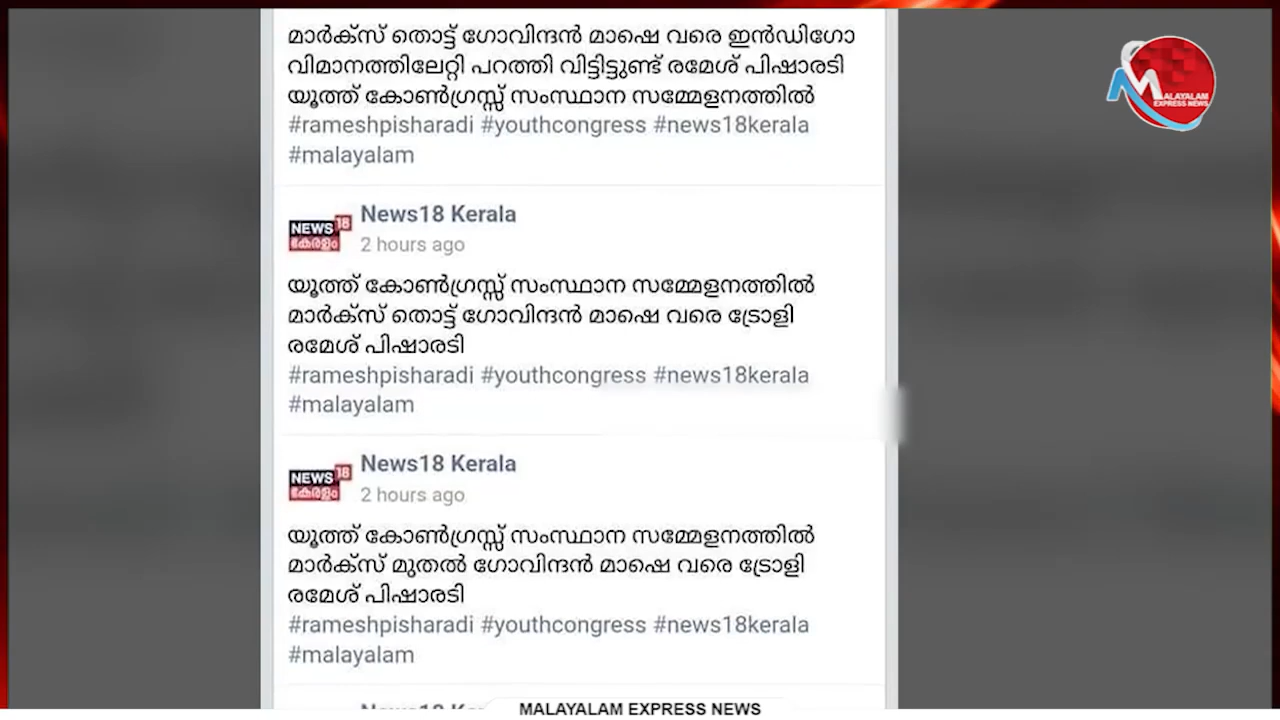 മാർക്സ് തൊട്ട് ഗോവിന്ദൻ മാഷെ വരെ ഇൻഡിഗോ
വിമാനത്തിലേറ്റി പറത്തി വിട്ടിട്ടുണ്ട് രമേശ് പിഷാരടി
യൂത്ത് കോൺഗ്രസ്സ് സംസ്ഥാന സമ്മേളനത്തിൽ
#rameshpisharadi #youthcongress #news18kerala
#malayalam
MALAYALAM
EXPRESS NEWS
NEWS 18
കേരളം
News18 Kerala
2 hours ago
യൂത്ത് കോൺഗ്രസ്സ് സംസ്ഥാന സമ്മേളനത്തിൽ
മാർക്സ് തൊട്ട് ഗോവിന്ദൻ മാഷെ വരെ ട്രോളി
രമേശ് പിഷാരടി
#rameshpisharadi #youthcongress #news18kerala
#malayalam
NEWS 18
കേരളം
News18 Kerala
2 hours ago
യൂത്ത് കോൺഗ്രസ്സ് സംസ്ഥാന സമ്മേളനത്തിൽ
മാർക്സ് മുതൽ ഗോവിന്ദൻ മാഷെ വരെ ട്രോളി
രമേശ് പിഷാരടി
#rameshpisharadi #youthcongress #news18kerala
#malayalam
MALAYALAM EXPRESS NEWS